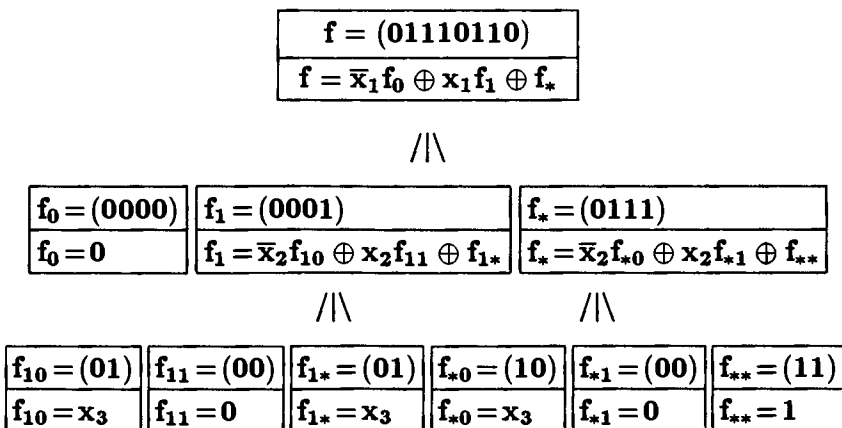 f = (01110110)
f = x̄₁f₀ ⊕ x₁f₁ ⊕ f∗
/|\
f₀ = (0000) f₁ = (0001) f∗ = (0111)
f₀ = 0 f₁ = x̄₂f₁₀ ⊕ x₂f₁₁ ⊕ f₁∗ f∗ = x̄₂f∗₀ ⊕ x₂f∗₁ ⊕ f∗∗
/|\ /|\
f₁₀ = (01) f₁₁ = (00) f₁∗ = (01) f∗₀ = (10) f∗₁ = (00) f∗∗ = (11)
f₁₀ = x₃ f₁₁ = 0 f₁∗ = x₃ f∗₀ = x₃ f∗₁ = 0 f∗∗ = 1